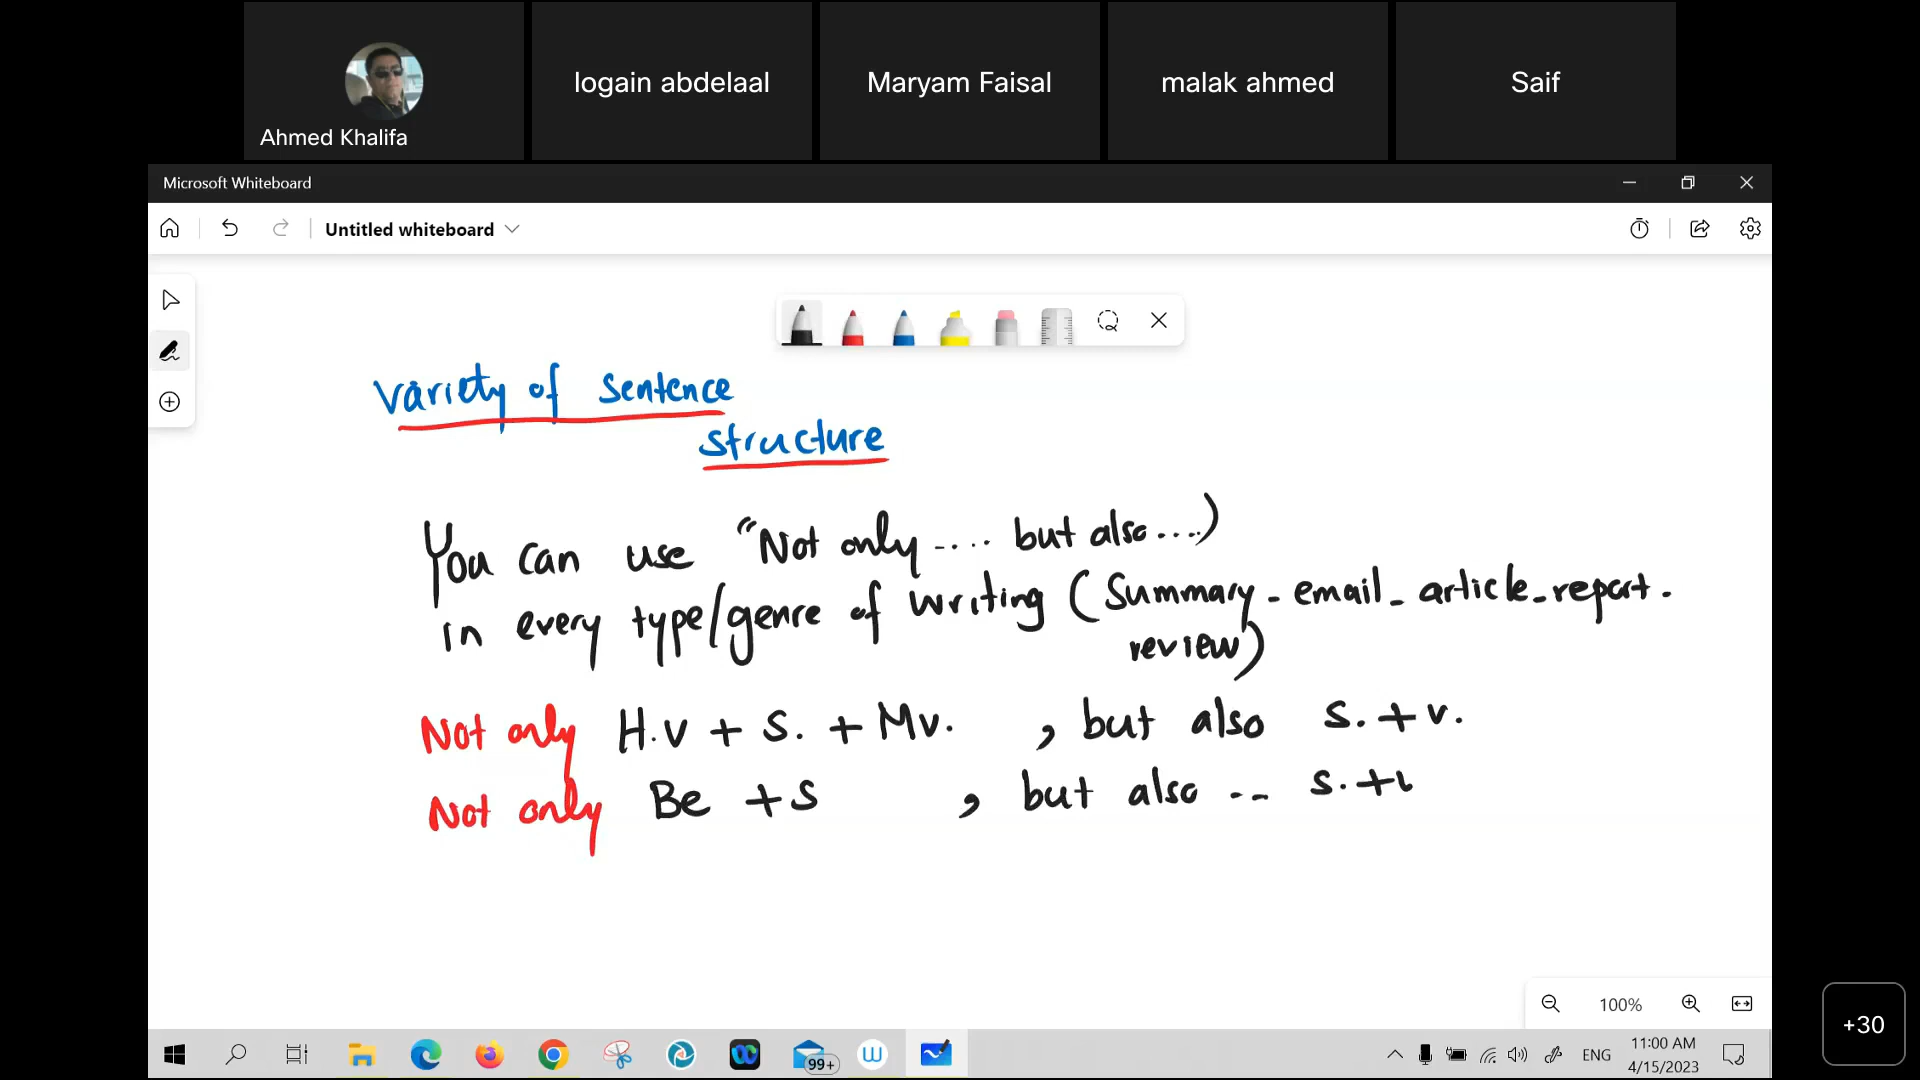 logain abdelaal
Maryam Faisal
malak ahmed
Saif
Ahmed Khalifa
Microsoft Whiteboard
Untitled whiteboard
Variety of sentence
structure
You can use "Not only .... but also ....)
in every type/genre of writing (Summary - email - article - report -
review)
Not only H.v + S. + Mv. , but also S. + v.
Not only Be + S , but also -- S. +
100%
+30
99+
ENG
11:00 AM
4/15/2023